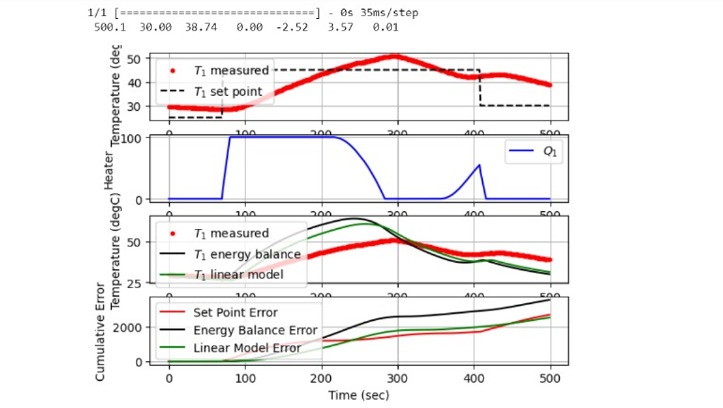 1/1 [==============================] - 0s 35ms/step
500.1 30.00 38.74 0.00 -2.52 3.57 0.01
Temperature (deg
50
40
30
T1 measured
T1 set point
0 100 200 300 400 500
Heater
100
0
Q1
0 100 200 300 400 500
Temperature (degC)
50
25
T1 measured
T1 energy balance
T1 linear model
0 100 200 300 400 500
Cumulative Error
2000
0
Set Point Error
Energy Balance Error
Linear Model Error
0 100 200 300 400 500
Time (sec)